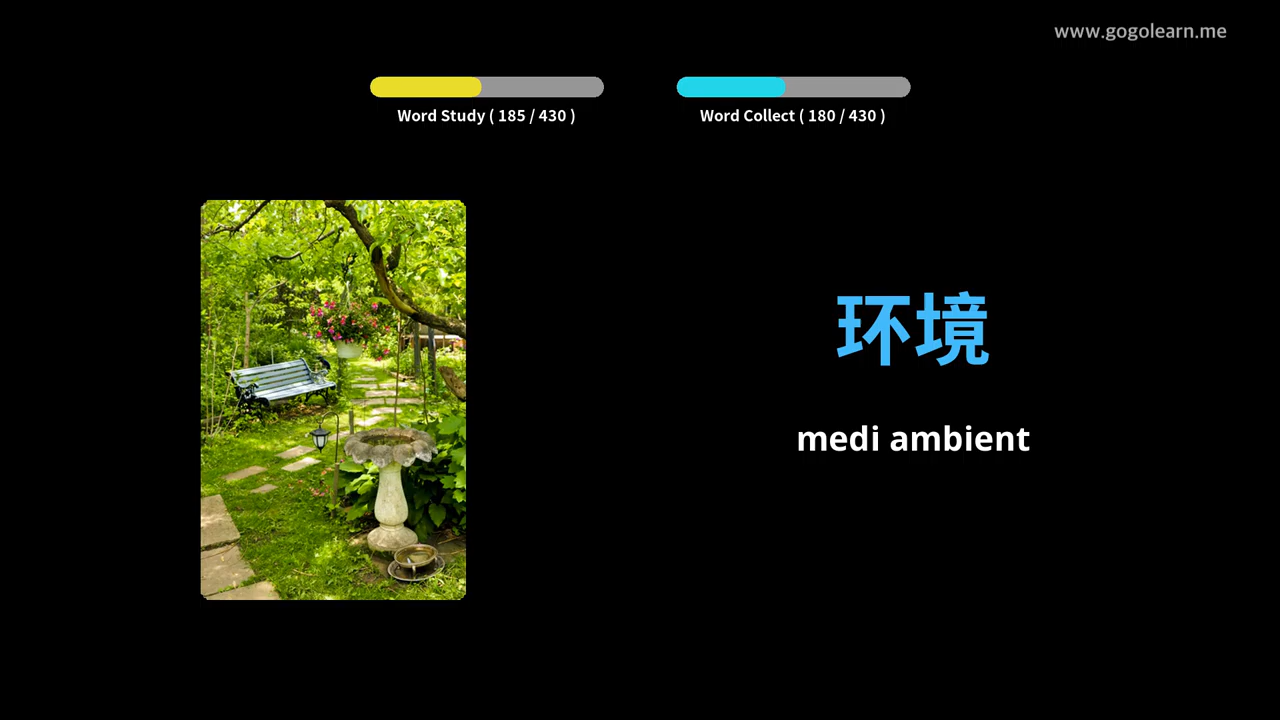 www.gogolearn.me
Word Study ( 185 / 430 )
Word Collect ( 180 / 430 )
环境
medi ambient